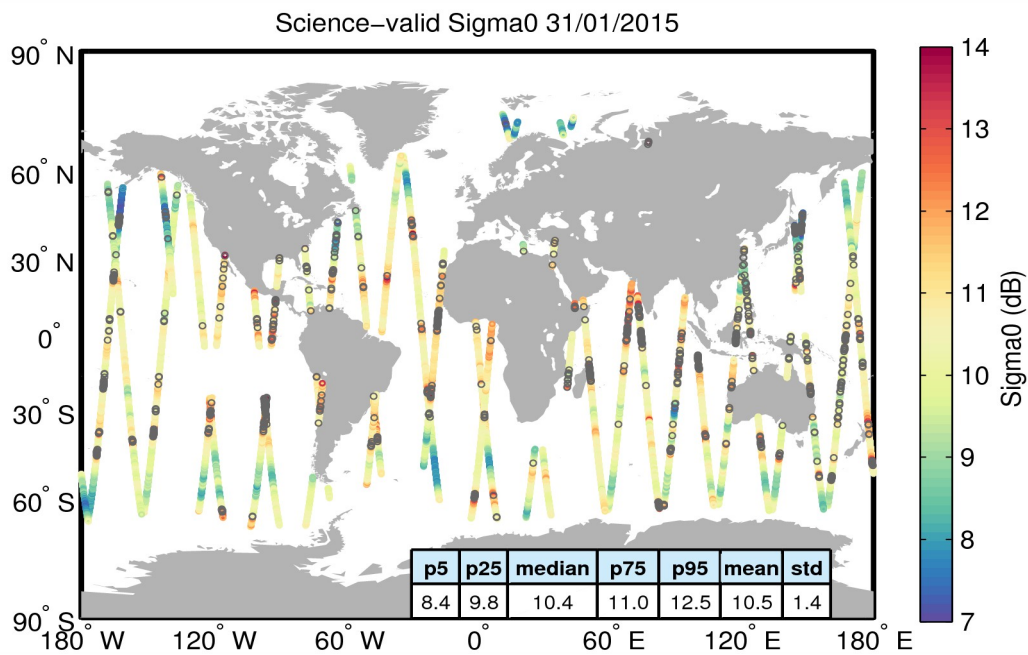 Science−valid Sigma0 31/01/2015
90° N
60° N
30° N
0°
30° S
60° S
90° S
180° W
120° W
60° W
0°
60° E
120° E
180° E
p5 p25 median p75 p95 mean std
8.4 9.8 10.4 11.0 12.5 10.5 1.4
14
13
12
11
10
9
8
7
Sigma0 (dB)